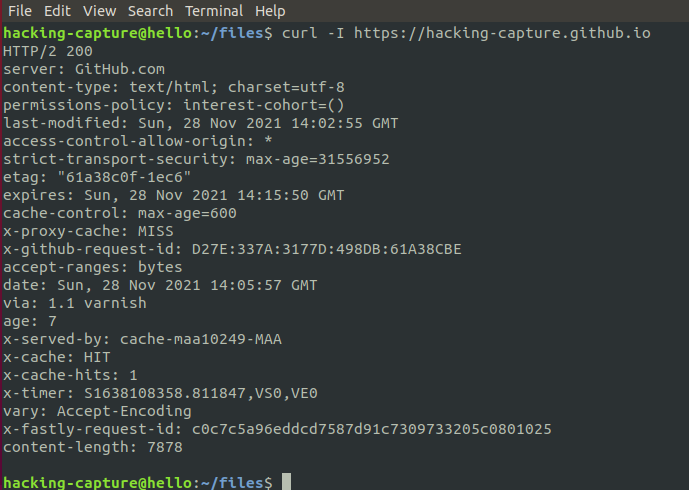 File Edit View Search Terminal Help
hacking-capture@hello:~/files$ curl -I https://hacking-capture.github.io
HTTP/2 200
server: GitHub.com
content-type: text/html; charset=utf-8
permissions-policy: interest-cohort=()
last-modified: Sun, 28 Nov 2021 14:02:55 GMT
access-control-allow-origin: *
strict-transport-security: max-age=31556952
etag: "61a38c0f-1ec6"
expires: Sun, 28 Nov 2021 14:15:50 GMT
cache-control: max-age=600
x-proxy-cache: MISS
x-github-request-id: D27E:337A:3177D:498DB:61A38CBE
accept-ranges: bytes
date: Sun, 28 Nov 2021 14:05:57 GMT
via: 1.1 varnish
age: 7
x-served-by: cache-maa10249-MAA
x-cache: HIT
x-cache-hits: 1
x-timer: S1638108358.811847,VS0,VE0
vary: Accept-Encoding
x-fastly-request-id: c0c7c5a96eddcd7587d91c7309733205c0801025
content-length: 7878
hacking-capture@hello:~/files$